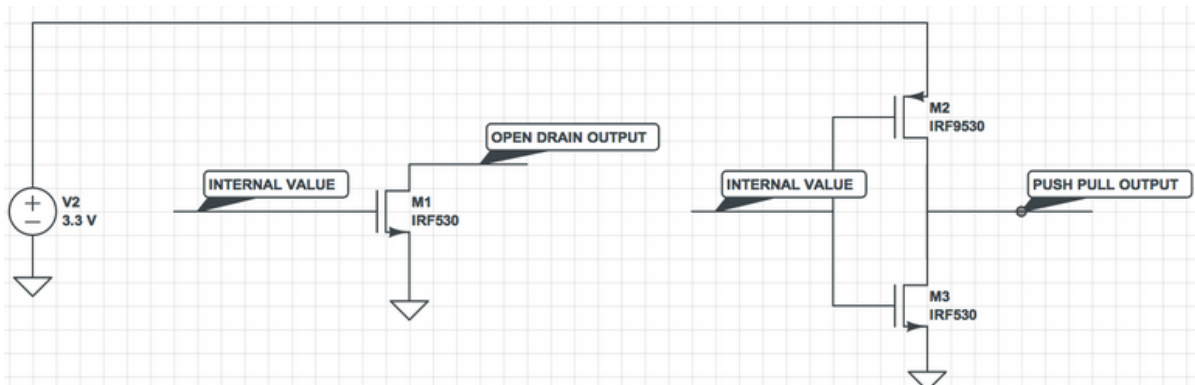 M2
IRF9530
OPEN DRAIN OUTPUT
INTERNAL VALUE
INTERNAL VALUE
PUSH PULL OUTPUT
+
−
V2
3.3 V
M1
IRF530
M3
IRF530